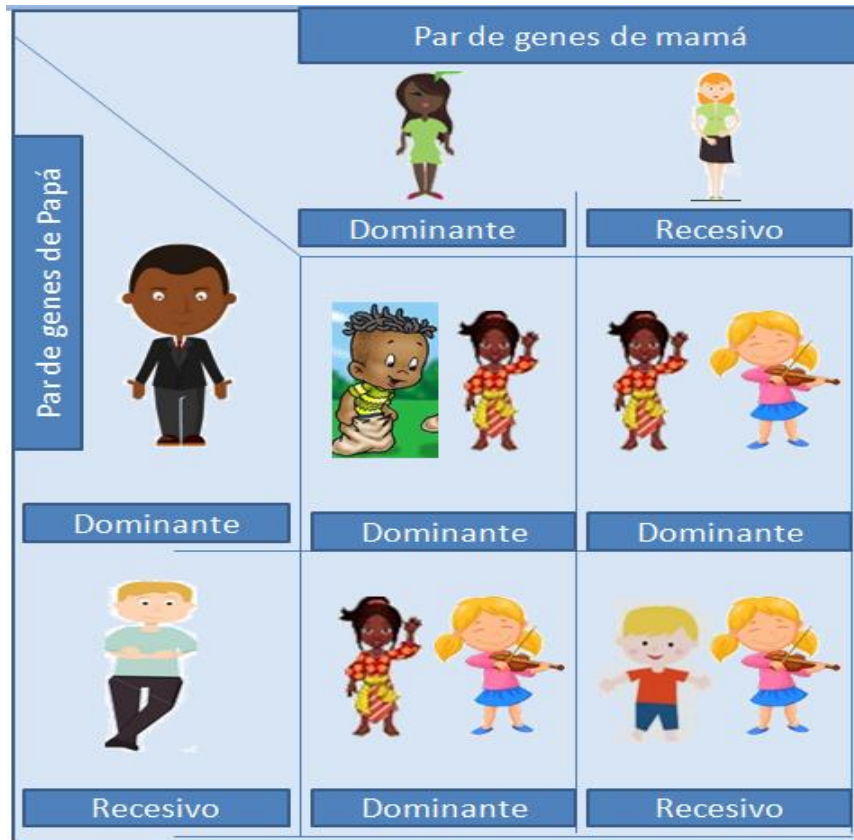 Par de genes de mamá
Par de genes de Papá
Dominante
Recesivo
Dominante
Dominante
Dominante
Recesivo
Dominante
Recesivo